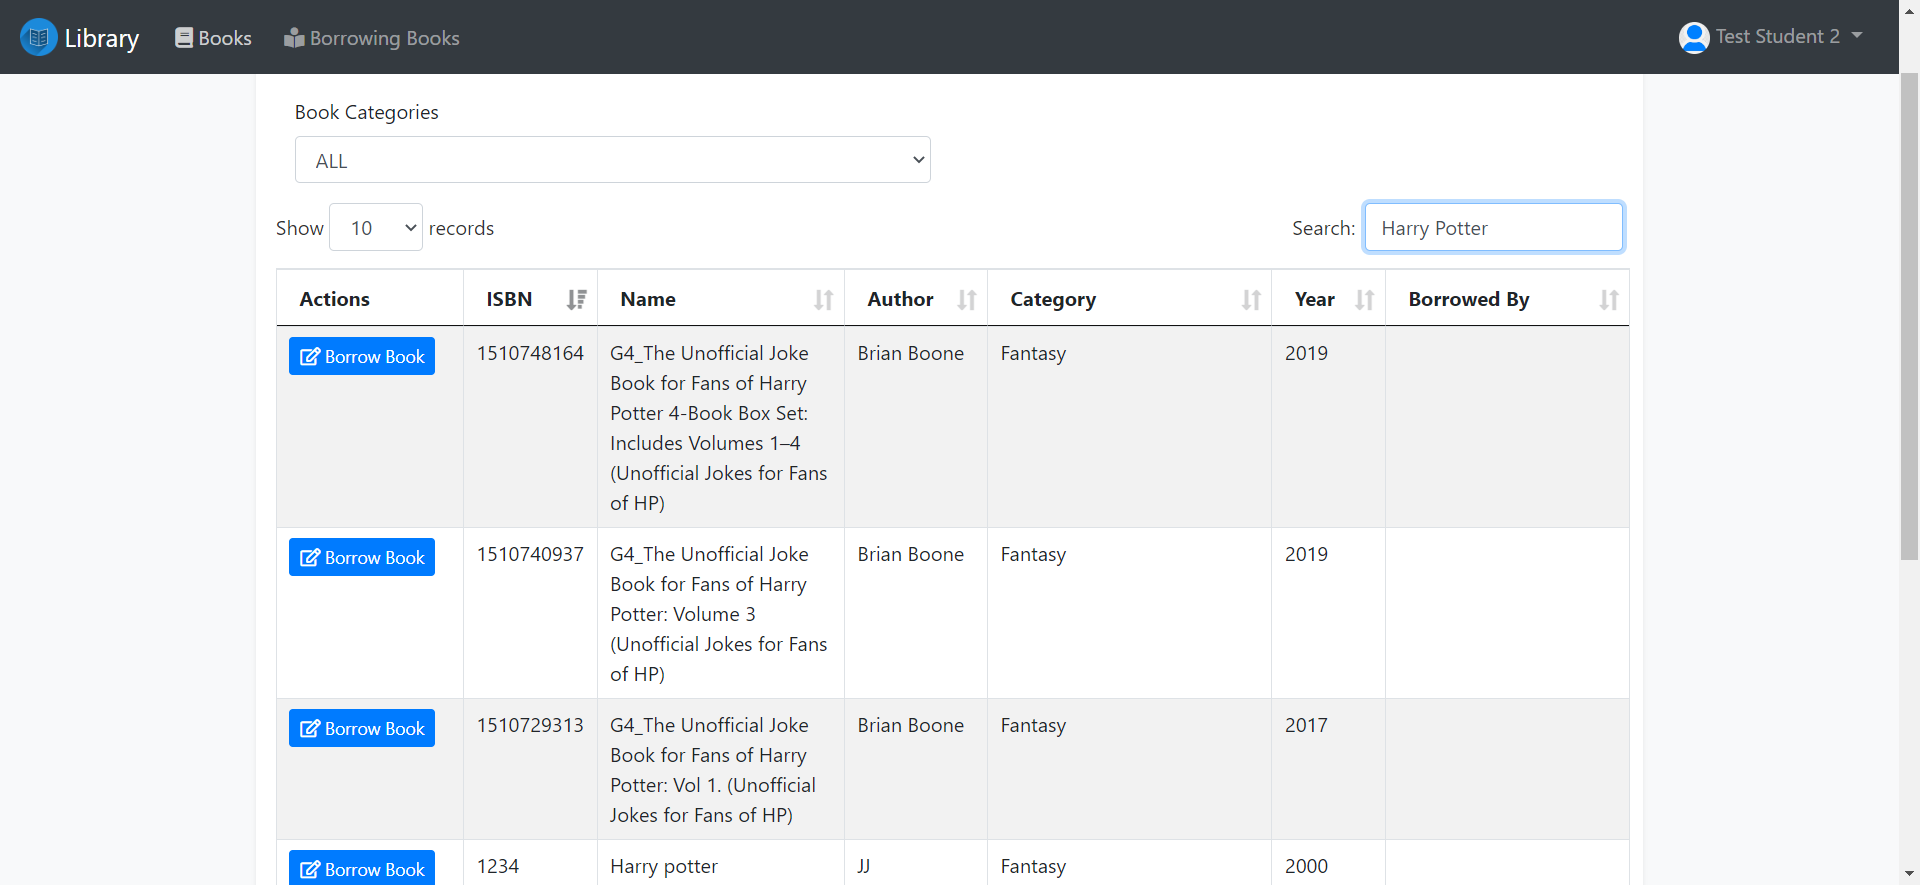 Library Books Borrowing Books Test Student 2
Book Categories
ALL
Show 10 records Search: Harry Potter
Actions ISBN Name Author Category Year Borrowed By
Borrow Book 1510748164 G4_The Unofficial Joke Brian Boone Fantasy 2019
Book for Fans of Harry
Potter 4-Book Box Set:
Includes Volumes 1–4
(Unofficial Jokes for Fans
of HP)
Borrow Book 1510740937 G4_The Unofficial Joke Brian Boone Fantasy 2019
Book for Fans of Harry
Potter: Volume 3
(Unofficial Jokes for Fans
of HP)
Borrow Book 1510729313 G4_The Unofficial Joke Brian Boone Fantasy 2017
Book for Fans of Harry
Potter: Vol 1. (Unofficial
Jokes for Fans of HP)
Borrow Book 1234 Harry potter JJ Fantasy 2000